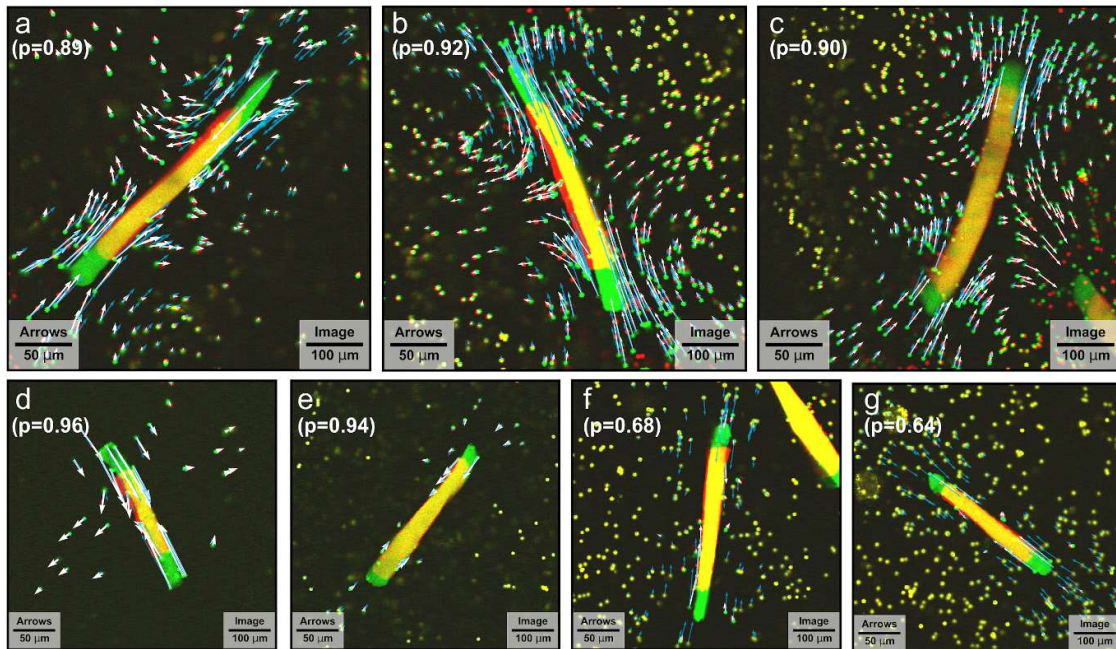 a
(p=0.89)
Arrows
50 μm
Image
100 μm
b
(p=0.92)
Arrows
50 μm
Image
100 μm
c
(p=0.90)
Arrows
50 μm
Image
100 μm
d
(p=0.96)
Arrows
50 μm
Image
100 μm
e
(p=0.94)
Arrows
50 μm
Image
100 μm
f
(p=0.68)
Arrows
50 μm
Image
100 μm
g
(p=0.64)
Arrows
50 μm
Image
100 μm